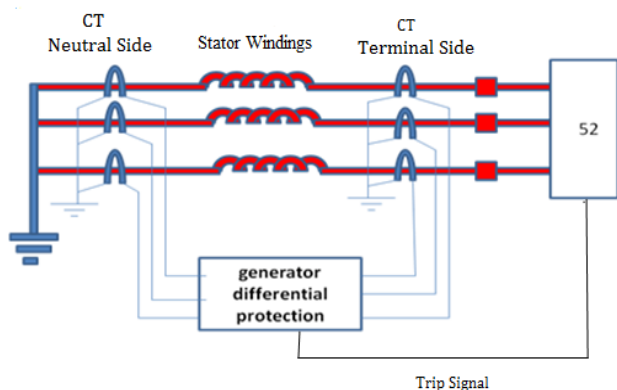 CT
Neutral Side
Stator Windings
CT
Terminal Side
52
generator
differential
protection
Trip Signal